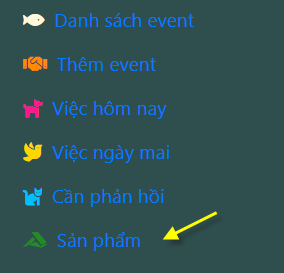 Danh sách event
Thêm event
Việc hôm nay
Việc ngày mai
Cần phản hồi
Sản phẩm